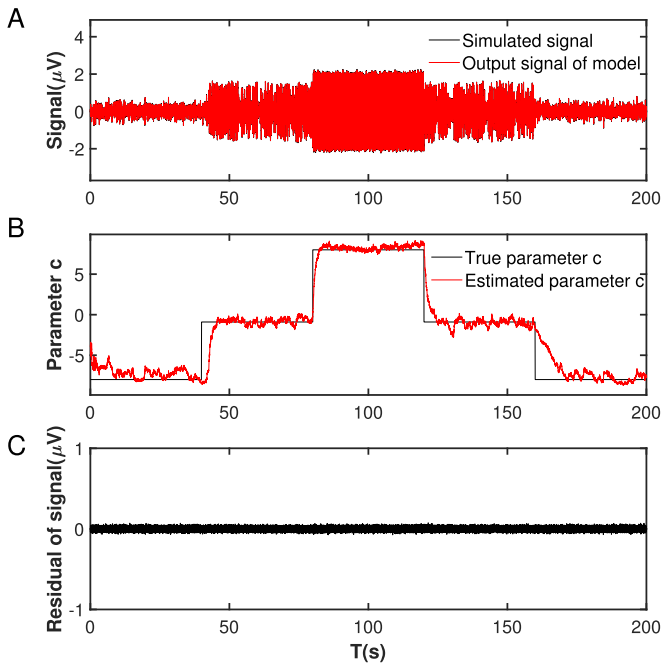 A
Signal(μV)
4
2
0
-2
Simulated signal
Output signal of model
0 50 100 150 200
B
Parameter c
5
0
-5
True parameter c
Estimated parameter c
0 50 100 150 200
C
Residual of signal(μV)
1
0
-1
0 50 100 150 200
T(s)